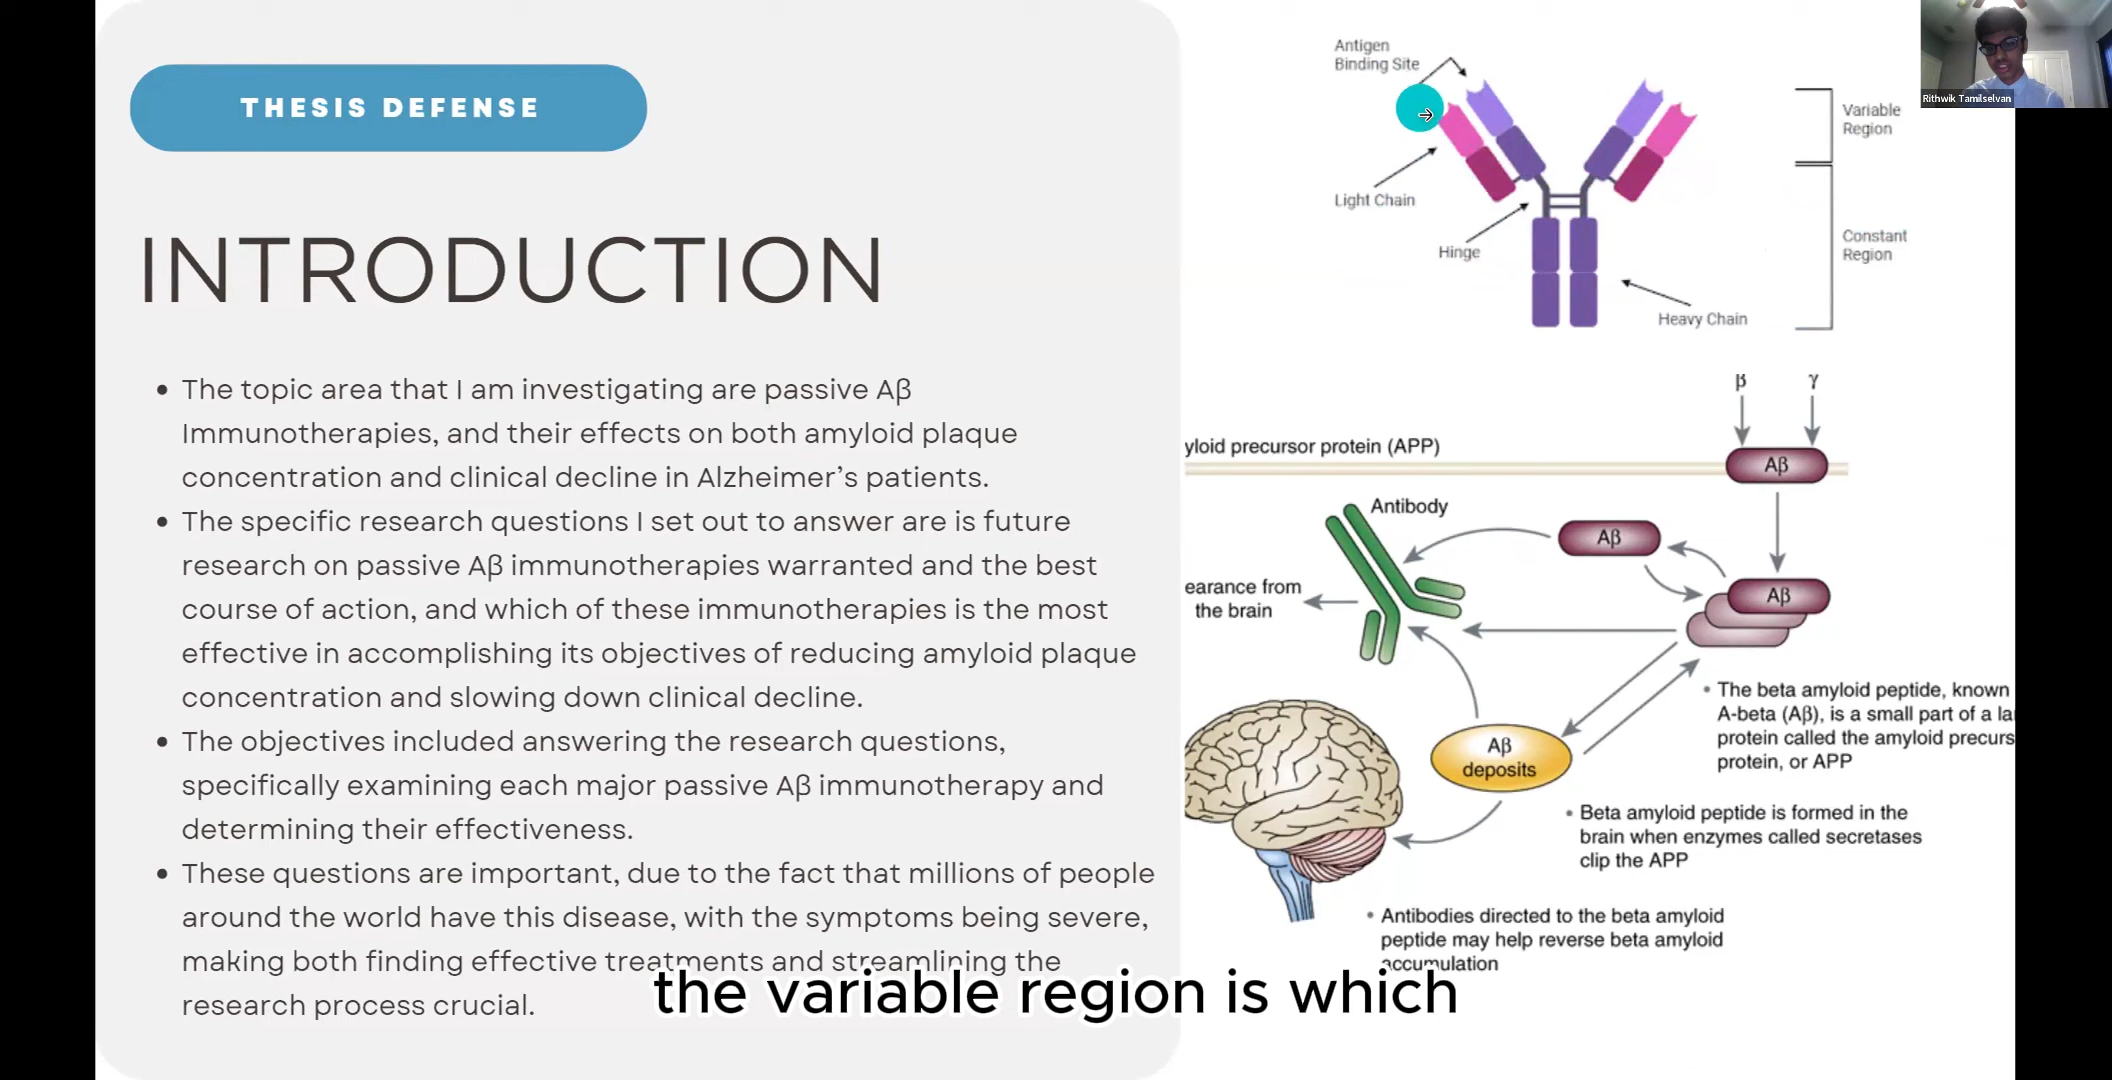 THESIS DEFENSE
INTRODUCTION
• The topic area that I am investigating are passive Aβ
Immunotherapies, and their effects on both amyloid plaque
concentration and clinical decline in Alzheimer’s patients.
• The specific research questions I set out to answer are is future
research on passive Aβ immunotherapies warranted and the best
course of action, and which of these immunotherapies is the most
effective in accomplishing its objectives of reducing amyloid plaque
concentration and slowing down clinical decline.
• The objectives included answering the research questions,
specifically examining each major passive Aβ immunotherapy and
determining their effectiveness.
• These questions are important, due to the fact that millions of people
around the world have this disease, with the symptoms being severe,
making both finding effective treatments and streamlining the
research process crucial.
Antigen
Binding Site
Light Chain
Hinge
Heavy Chain
Variable
Region
Constant
Region
Rithwik Tamilselvan
β
γ
yloid precursor protein (APP)
Aβ
Antibody
Aβ
Aβ
earance from
the brain
Aβ
deposits
• The beta amyloid peptide, known
A-beta (Aβ), is a small part of a la
protein called the amyloid precurs
protein, or APP
• Beta amyloid peptide is formed in the
brain when enzymes called secretases
clip the APP
• Antibodies directed to the beta amyloid
peptide may help reverse beta amyloid
accumulation
the variable region is which